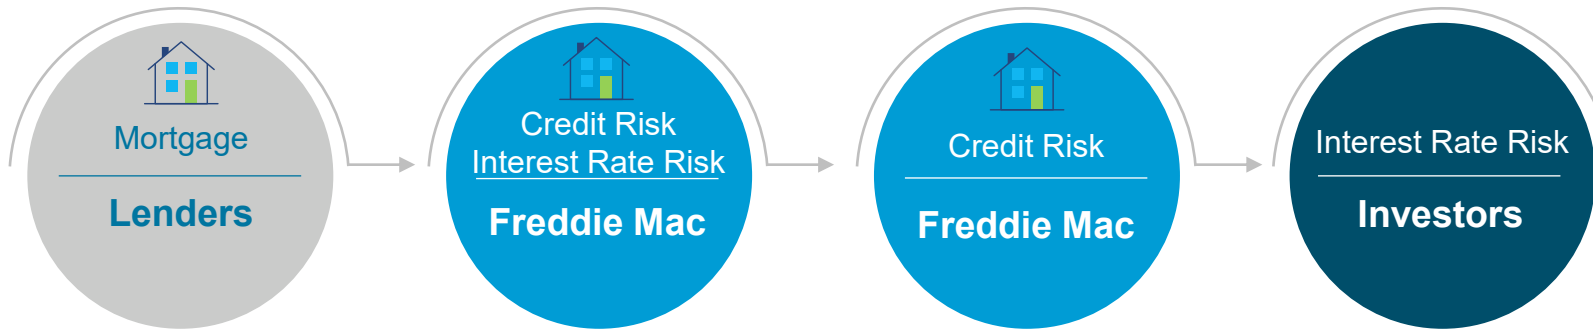 Mortgage
Lenders
Credit Risk
Interest Rate Risk
Freddie Mac
Credit Risk
Freddie Mac
Interest Rate Risk
Investors